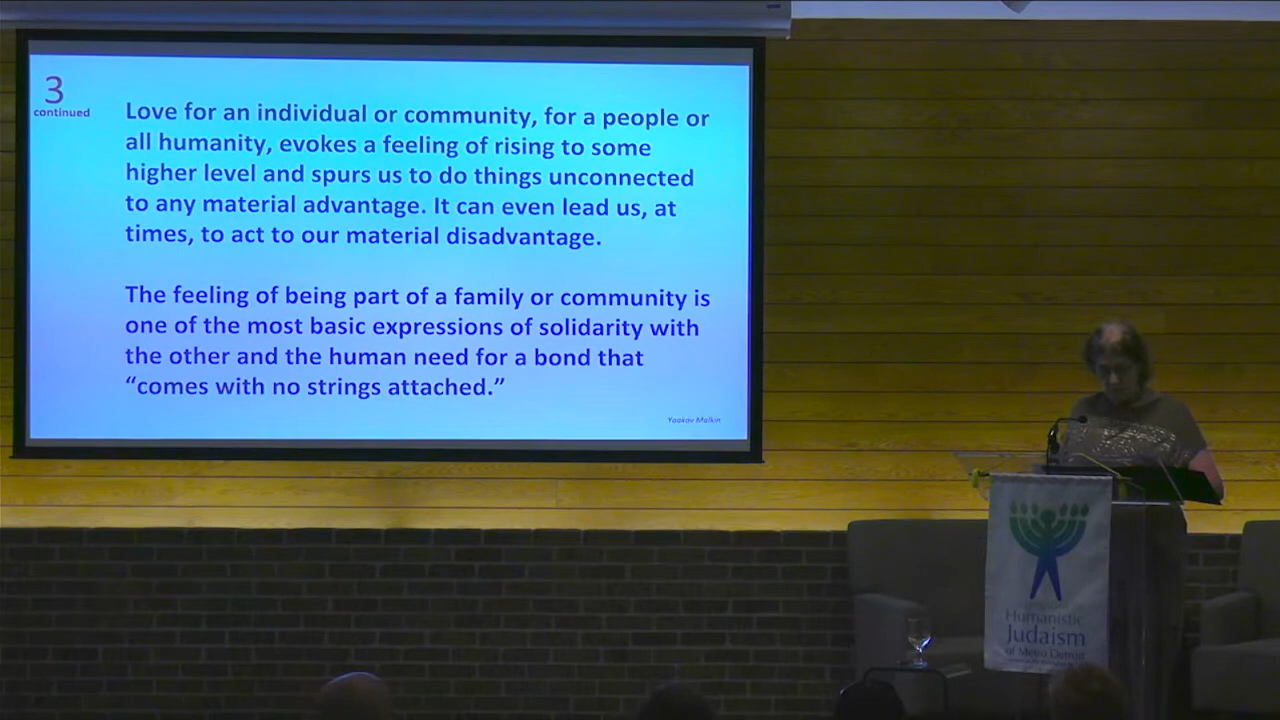 3
continued
Love for an individual or community, for a people or
all humanity, evokes a feeling of rising to some
higher level and spurs us to do things unconnected
to any material advantage. It can even lead us, at
times, to act to our material disadvantage.
The feeling of being part of a family or community is
one of the most basic expressions of solidarity with
the other and the human need for a bond that
“comes with no strings attached.”
Yaakov Malkin
Humanistic
Judaism
of Metro Detroit